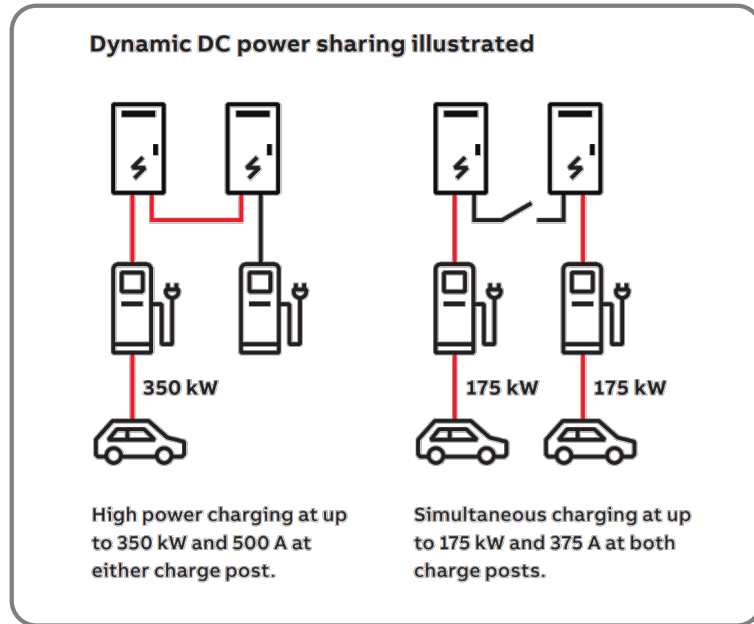 Dynamic DC power sharing illustrated
350 kW
175 kW
175 kW
High power charging at up
to 350 kW and 500 A at
either charge post.
Simultaneous charging at up
to 175 kW and 375 A at both
charge posts.